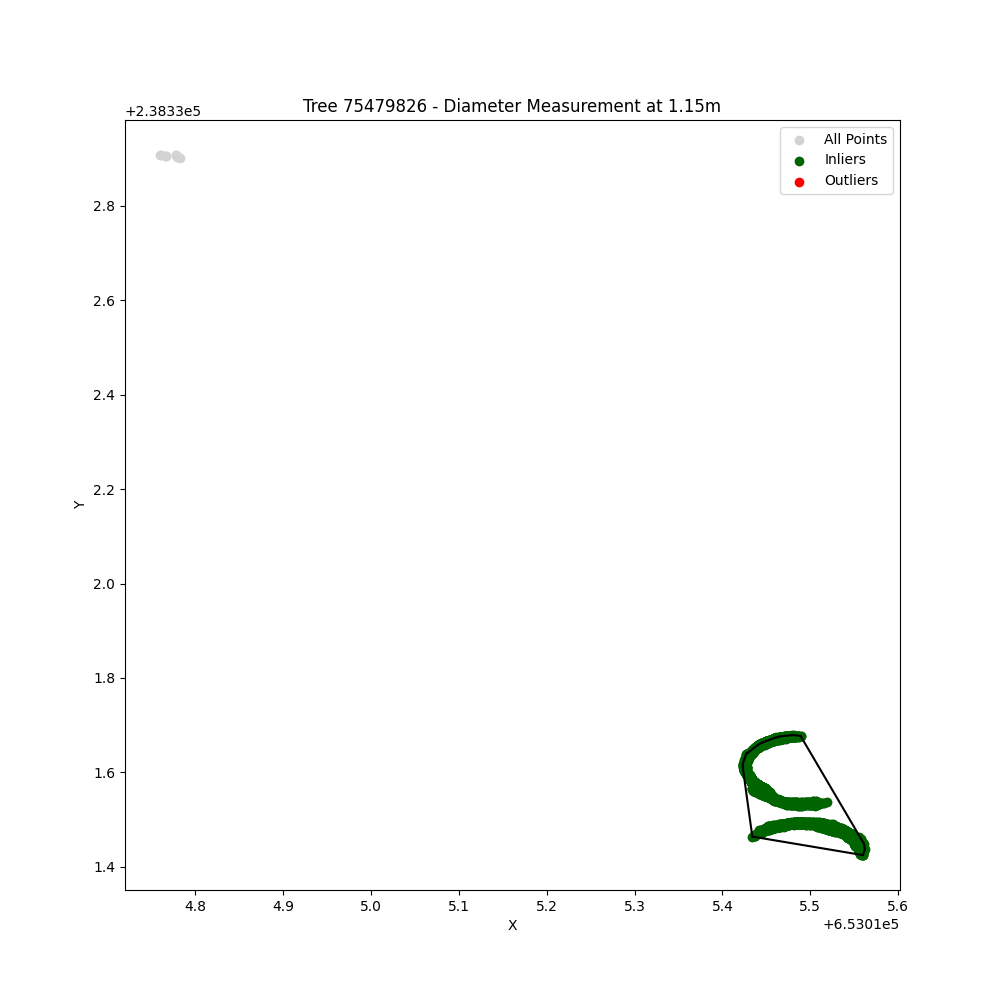 Tree 75479826 - Diameter Measurement at 1.15m
+2.3833e5
All Points
Inliers
Outliers
2.8
2.6
2.4
2.2
2.0
1.8
1.6
1.4
Y
4.8 4.9 5.0 5.1 5.2 5.3 5.4 5.5 5.6
X
+6.5301e5